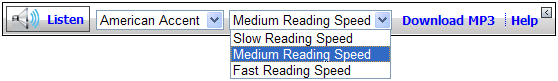 Listen American Accent Medium Reading Speed Download MP3 Help
Slow Reading Speed
Medium Reading Speed
Fast Reading Speed